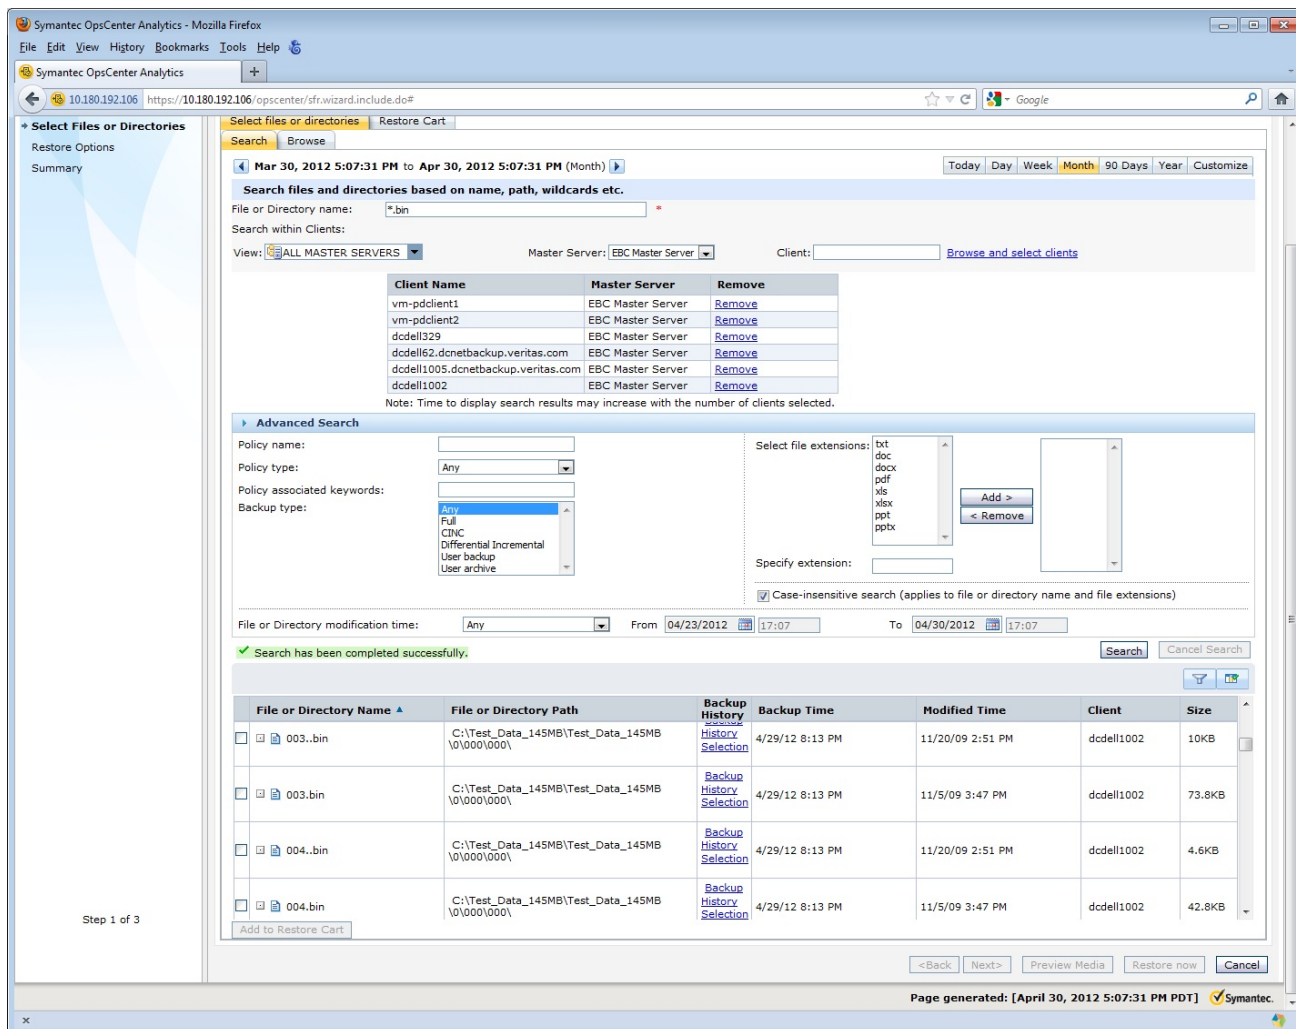 Symantec OpsCenter Analytics - Mozilla Firefox
File Edit View History Bookmarks Tools Help
Symantec OpsCenter Analytics +
10.180.192.106 https://10.180.192.106/opscenter/sfr.wizard.include.do# Google
Select Files or Directories
Restore Options
Summary
Select files or directories Restore Cart
Search Browse
Mar 30, 2012 5:07:31 PM to Apr 30, 2012 5:07:31 PM (Month) Today Day Week Month 90 Days Year Customize
Search files and directories based on name, path, wildcards etc.
File or Directory name: *.bin *
Search within Clients:
View: ALL MASTER SERVERS Master Server: EBC Master Server Client: Browse and select clients
Client Name Master Server Remove
vm-pdclient1 EBC Master Server Remove
vm-pdclient2 EBC Master Server Remove
dcdell329 EBC Master Server Remove
dcdell62.dcnetbackup.veritas.com EBC Master Server Remove
dcdell1005.dcnetbackup.veritas.com EBC Master Server Remove
dcdell1002 EBC Master Server Remove
Note: Time to display search results may increase with the number of clients selected.
Advanced Search
Policy name:
Policy type: Any
Policy associated keywords:
Backup type:
Any
Full
CINC
Differential Incremental
User backup
User archive
Select file extensions:
txt
doc
docx
pdf
xls
xlsx
ppt
pptx
Add >
< Remove
Specify extension:
Case-insensitive search (applies to file or directory name and file extensions)
File or Directory modification time: Any From 04/23/2012 17:07 To 04/30/2012 17:07
Search has been completed successfully. Search Cancel Search
File or Directory Name File or Directory Path Backup History Backup Time Modified Time Client Size
003..bin C:\Test_Data_145MB\Test_Data_145MB\0\000\000\ Backup History Selection 4/29/12 8:13 PM 11/20/09 2:51 PM dcdell1002 10KB
003.bin C:\Test_Data_145MB\Test_Data_145MB\0\000\000\ Backup History Selection 4/29/12 8:13 PM 11/5/09 3:47 PM dcdell1002 73.8KB
004..bin C:\Test_Data_145MB\Test_Data_145MB\0\000\000\ Backup History Selection 4/29/12 8:13 PM 11/20/09 2:51 PM dcdell1002 4.6KB
004.bin C:\Test_Data_145MB\Test_Data_145MB\0\000\000\ Backup History Selection 4/29/12 8:13 PM 11/5/09 3:47 PM dcdell1002 42.8KB
Step 1 of 3
Add to Restore Cart
<Back Next> Preview Media Restore now Cancel
Page generated: [April 30, 2012 5:07:31 PM PDT] Symantec.
x